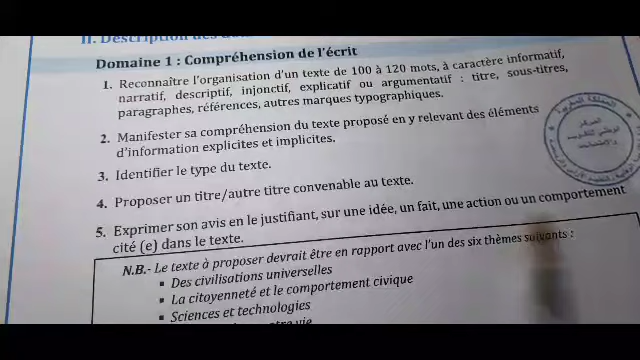 II. Description des
Domaine 1 : Compréhension de l'écrit
1. Reconnaître l'organisation d'un texte de 100 à 120 mots, à caractère informatif,
narratif, descriptif, injonctif, explicatif ou argumentatif : titre, sous-titres,
paragraphes, références, autres marques typographiques.
2. Manifester sa compréhension du texte proposé en y relevant des éléments
d'information explicites et implicites.
3. Identifier le type du texte.
4. Proposer un titre/autre titre convenable au texte.
5. Exprimer son avis en le justifiant, sur une idée, un fait, une action ou un comportement
cité (e) dans le texte.
N.B.- Le texte à proposer devrait être en rapport avec l'un des six thèmes suivants :
▪ Des civilisations universelles
▪ La citoyenneté et le comportement civique
▪ Sciences et technologies
vie